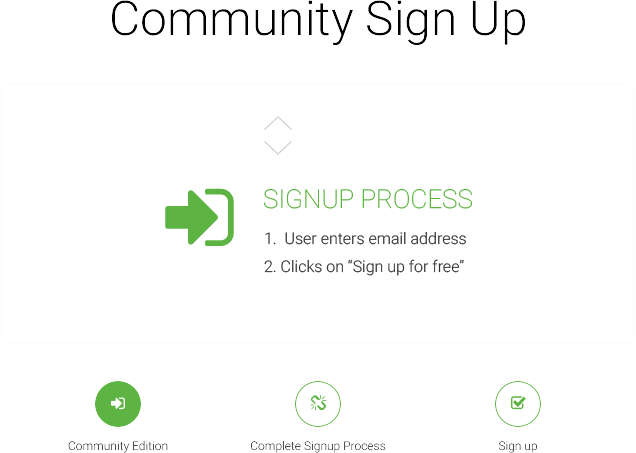 Community Sign Up
SIGNUP PROCESS
1. User enters email address
2. Clicks on “Sign up for free”
Community Edition
Complete Signup Process
Sign up